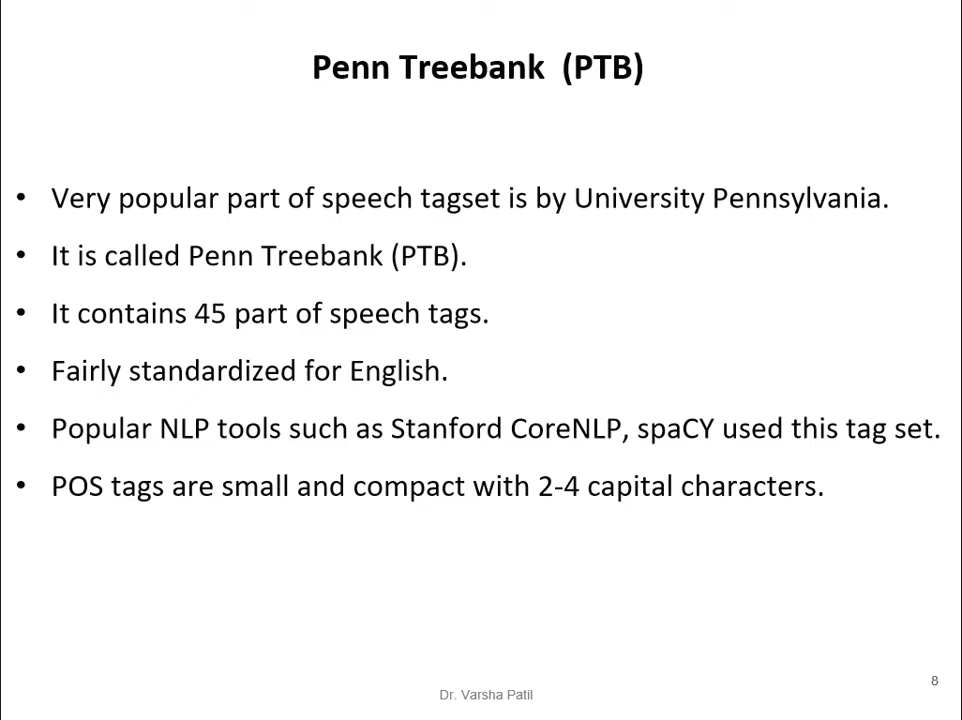 Penn Treebank (PTB)
• Very popular part of speech tagset is by University Pennsylvania.
• It is called Penn Treebank (PTB).
• It contains 45 part of speech tags.
• Fairly standardized for English.
• Popular NLP tools such as Stanford CoreNLP, spaCY used this tag set.
• POS tags are small and compact with 2-4 capital characters.
8
Dr. Varsha Patil